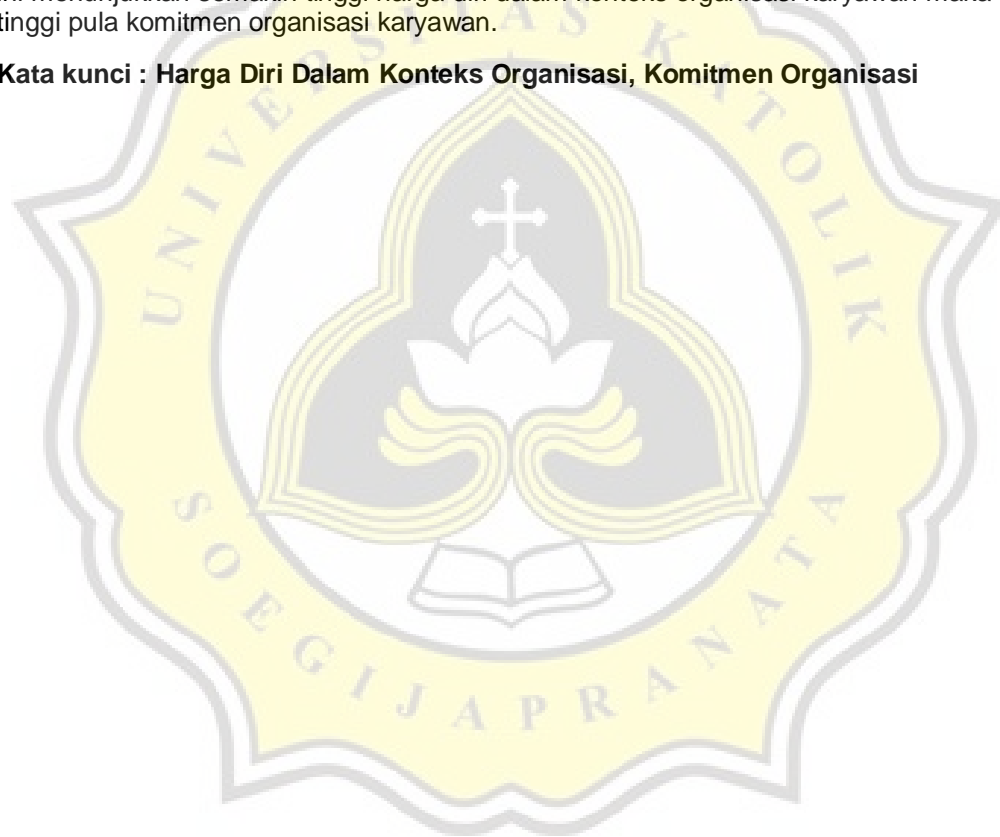 tinggi pula komitmen organisasi karyawan.
Kata kunci : Harga Diri Dalam Konteks Organisasi, Komitmen Organisasi
UNIVERSITAS KATOLIK
SOEGIJAPRANATA